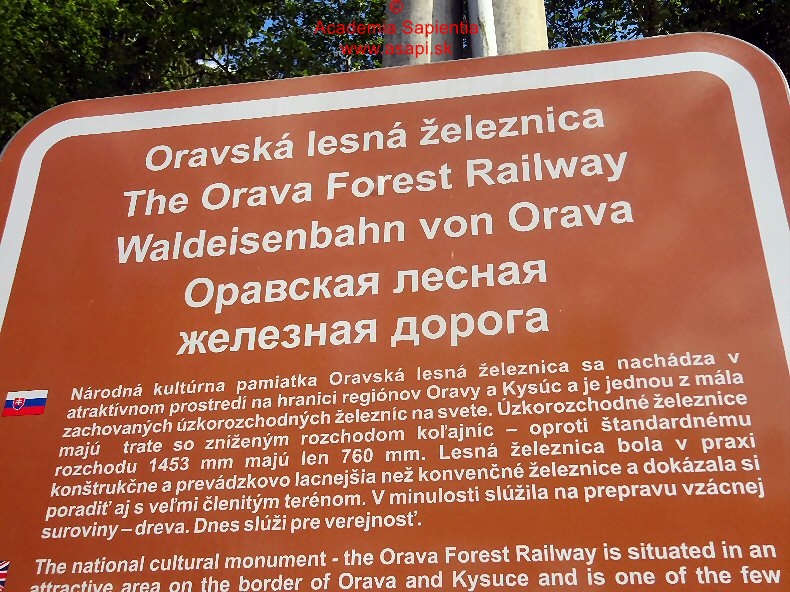 ©
Academia Sapientia
www.asapi.sk
Oravská lesná železnica
The Orava Forest Railway
Waldeisenbahn von Orava
Оравская лесная
железная дорога
Národná kultúrna pamiatka Oravská lesná železnica sa nachádza v
atraktívnom prostredí na hranici regiónov Oravy a Kysúc a je jednou z mála
zachovaných úzkorozchodných železníc na svete. Úzkorozchodné železnice
majú trate so zníženým rozchodom koľajníc – oproti štandardnému
rozchodu 1453 mm majú len 760 mm. Lesná železnica bola v praxi
konštrukčne a prevádzkovo lacnejšia než konvenčné železnice a dokázala si
poradiť aj s veľmi členitým terénom. V minulosti slúžila na prepravu vzácnej
suroviny – dreva. Dnes slúži pre verejnosť.
The national cultural monument - the Orava Forest Railway is situated in an
attractive area on the border of Orava and Kysuce and is one of the few